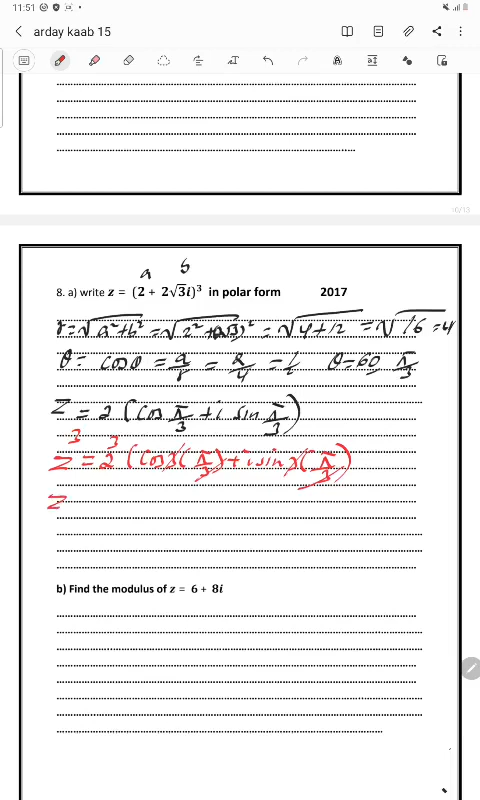 11:51
arday kaab 15
10/13
a b
8. a) write z = (2 + 2√3i)³ in polar form 2017
r=√a²+b² =√2²+(2√3)² = √4+12 =√16 =4
θ= cosθ = a/r = 2/4 = 1/2 θ=60 π/3
Z = 2 (cos π/3 + i sin π/3)
Z³ = 2³ (cos3(π/3)+isin3(π/3))
Z
b) Find the modulus of z = 6 + 8i